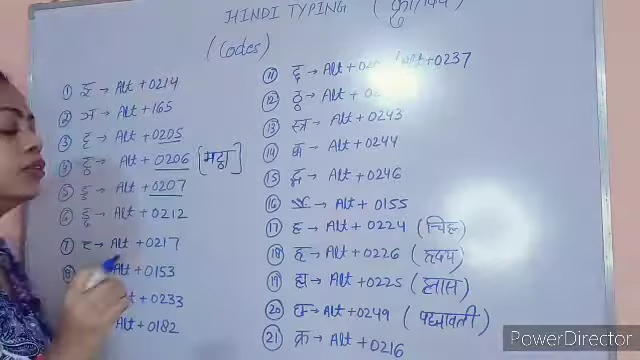 HINDI TYPING
(Codes)
① ञ्ज → Alt + 0214
② ञ → Alt + 165
③ ट्ट → Alt + 0205
④ ट्ठ → Alt + 0206 [मट्ठा]
⑤ ड्ड → Alt + 0207
⑥ → Alt + 0212
⑦ → Alt + 0217
⑧ Alt + 0153
Alt + 0233
Alt + 0182
⑪ द्द → Alt + 0237
⑫ ट्ठ → Alt +
⑬ स्त्र → Alt + 0243
⑭ → Alt + 0244
⑮ → Alt + 0246
⑯ → Alt + 0155
⑰ ह्न → Alt + 0224 (चिह्न)
⑱ हृ → Alt + 0226 (हृदय)
⑲ ह्म → Alt + 0225
⑳ द्म → Alt + 0249 (पद्मावती)
㉑ क्र → Alt + 0216
PowerDirector